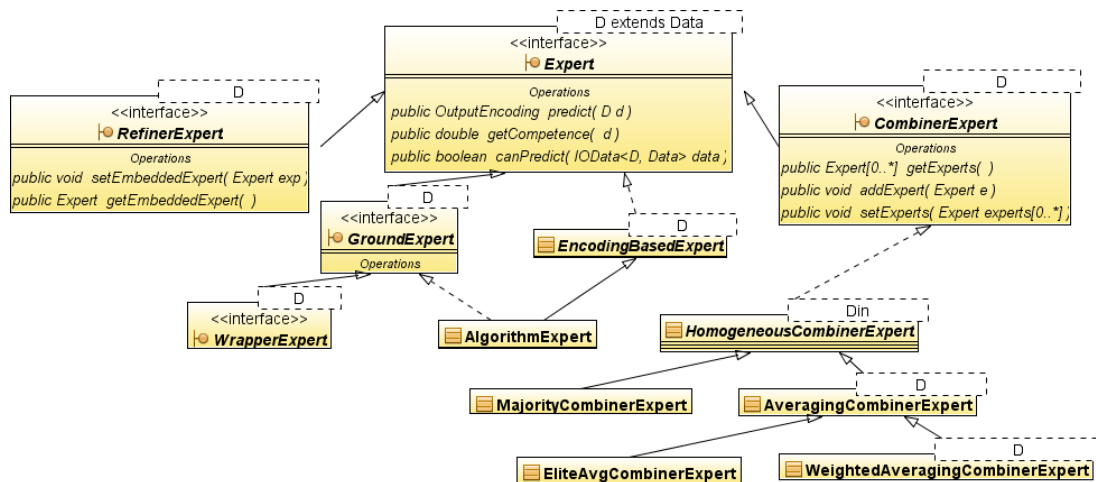 D extends Data
<<interface>>
Expert
Operations
public OutputEncoding predict( D d )
public double getCompetence( d )
public boolean canPredict( IOData<D, Data> data )
D
<<interface>>
RefinerExpert
Operations
public void setEmbeddedExpert( Expert exp )
public Expert getEmbeddedExpert( )
D
<<interface>>
CombinerExpert
Operations
public Expert[0..*] getExperts( )
public void addExpert( Expert e )
public void setExperts( Expert experts[0..*] )
D
<<interface>>
GroundExpert
Operations
D
EncodingBasedExpert
D
<<interface>>
WrapperExpert
AlgorithmExpert
Din
HomogeneousCombinerExpert
MajorityCombinerExpert
D
AveragingCombinerExpert
EliteAvgCombinerExpert
D
WeightedAveragingCombinerExpert